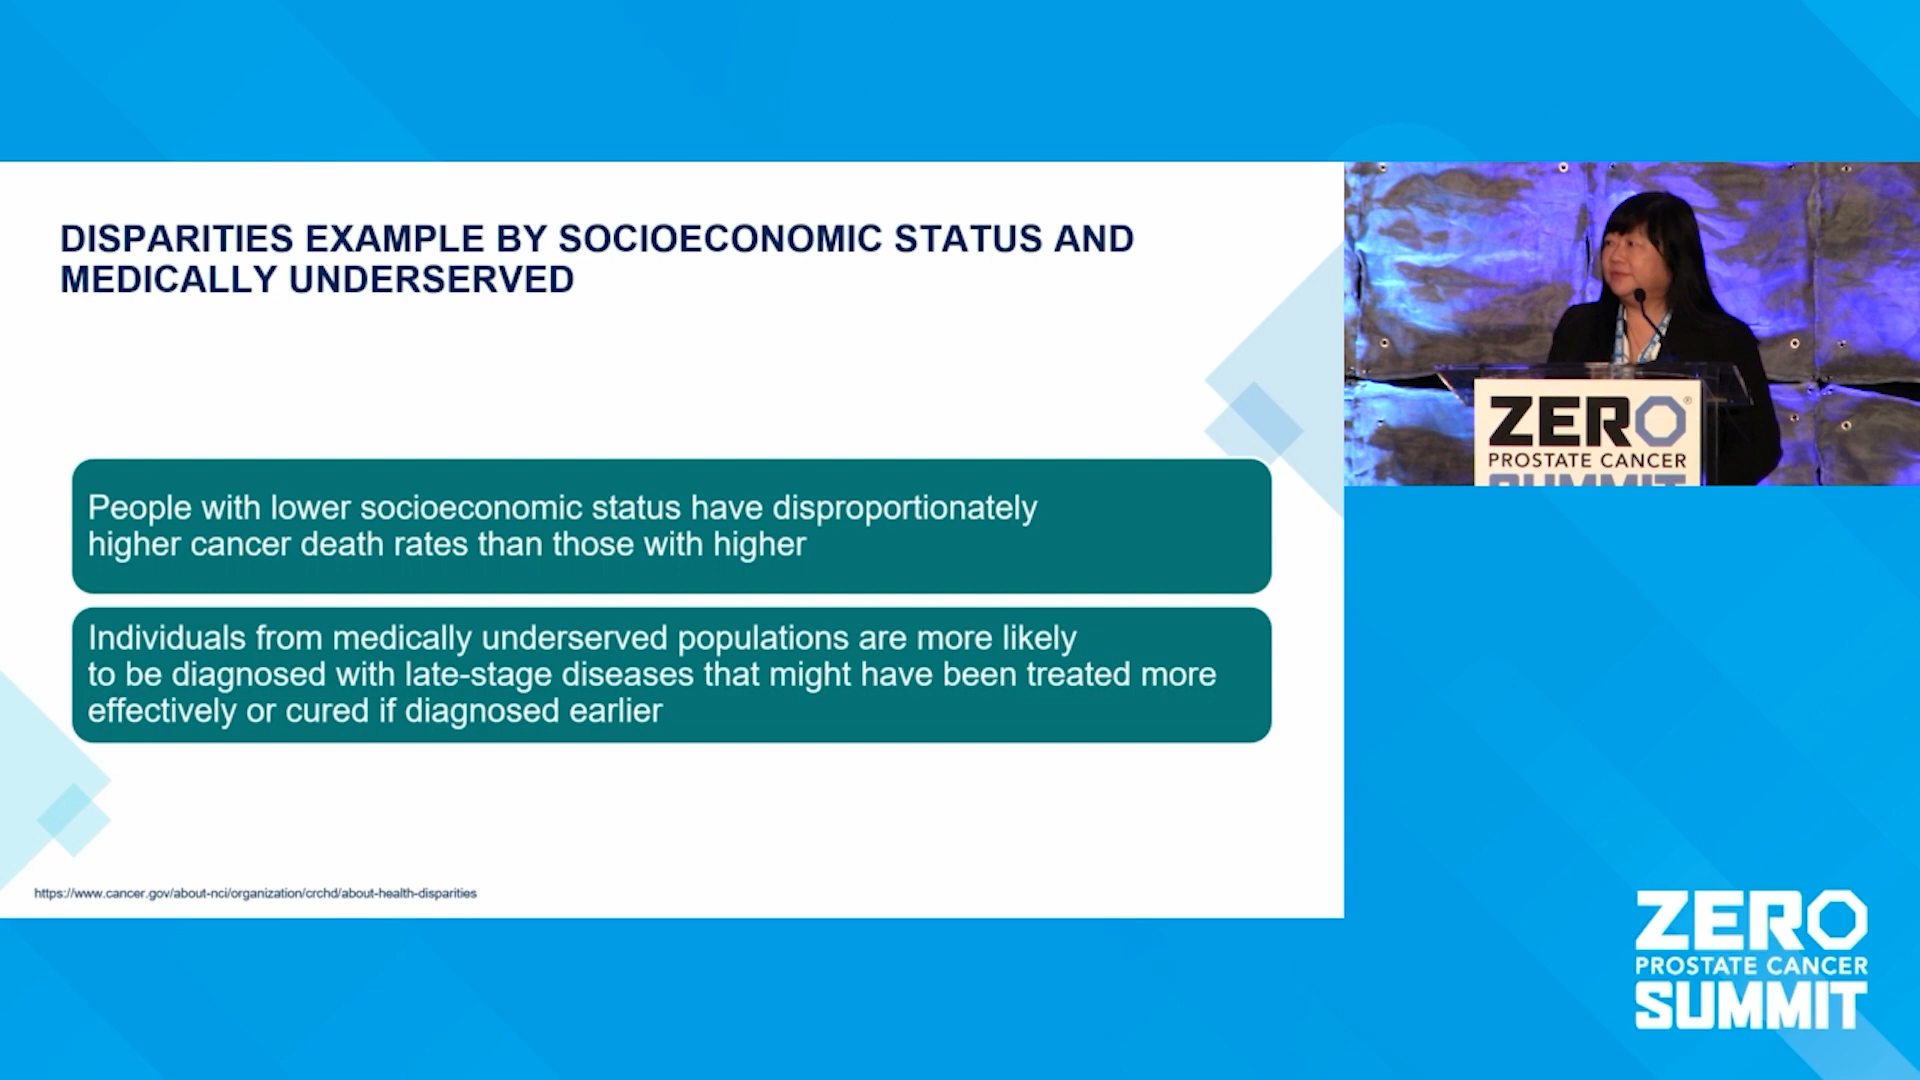 DISPARITIES EXAMPLE BY SOCIOECONOMIC STATUS AND
MEDICALLY UNDERSERVED
People with lower socioeconomic status have disproportionately
higher cancer death rates than those with higher
Individuals from medically underserved populations are more likely
to be diagnosed with late-stage diseases that might have been treated more
effectively or cured if diagnosed earlier
https://www.cancer.gov/about-nci/organization/crchd/about-health-disparities
ZERO®
PROSTATE CANCER
SUMMIT
ZERO
PROSTATE CANCER
SUMMIT